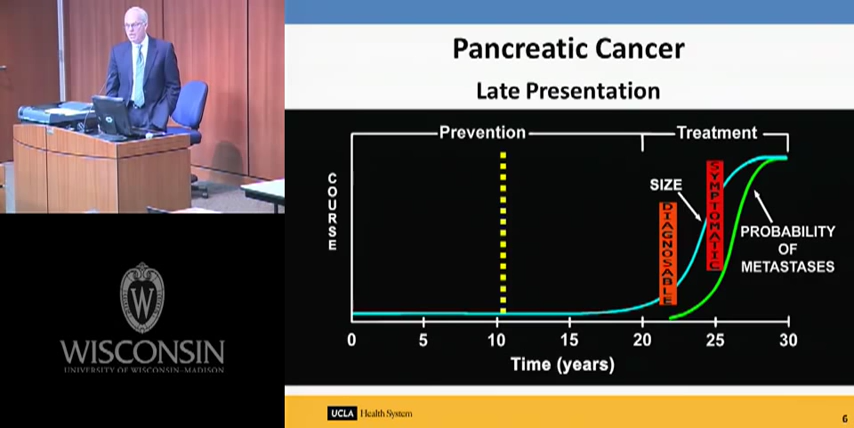 Pancreatic Cancer
Late Presentation
Prevention
Treatment
COURSE
SIZE
DIAGNOSABLE
SYMPTOMATIC
PROBABILITY
OF
METASTASES
0 5 10 15 20 25 30
Time (years)
UCLA Health System
6
W
WISCONSIN
UNIVERSITY OF WISCONSIN-MADISON